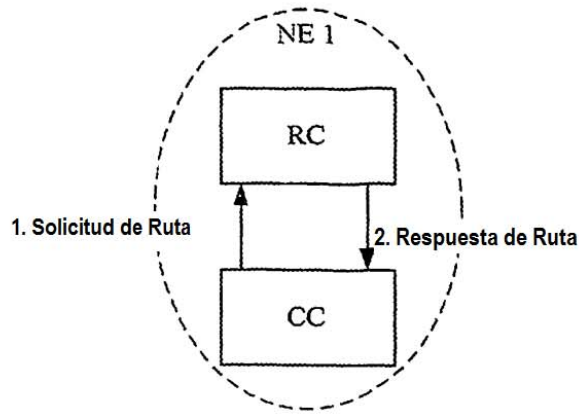 NE 1
RC
1. Solicitud de Ruta
2. Respuesta de Ruta
CC